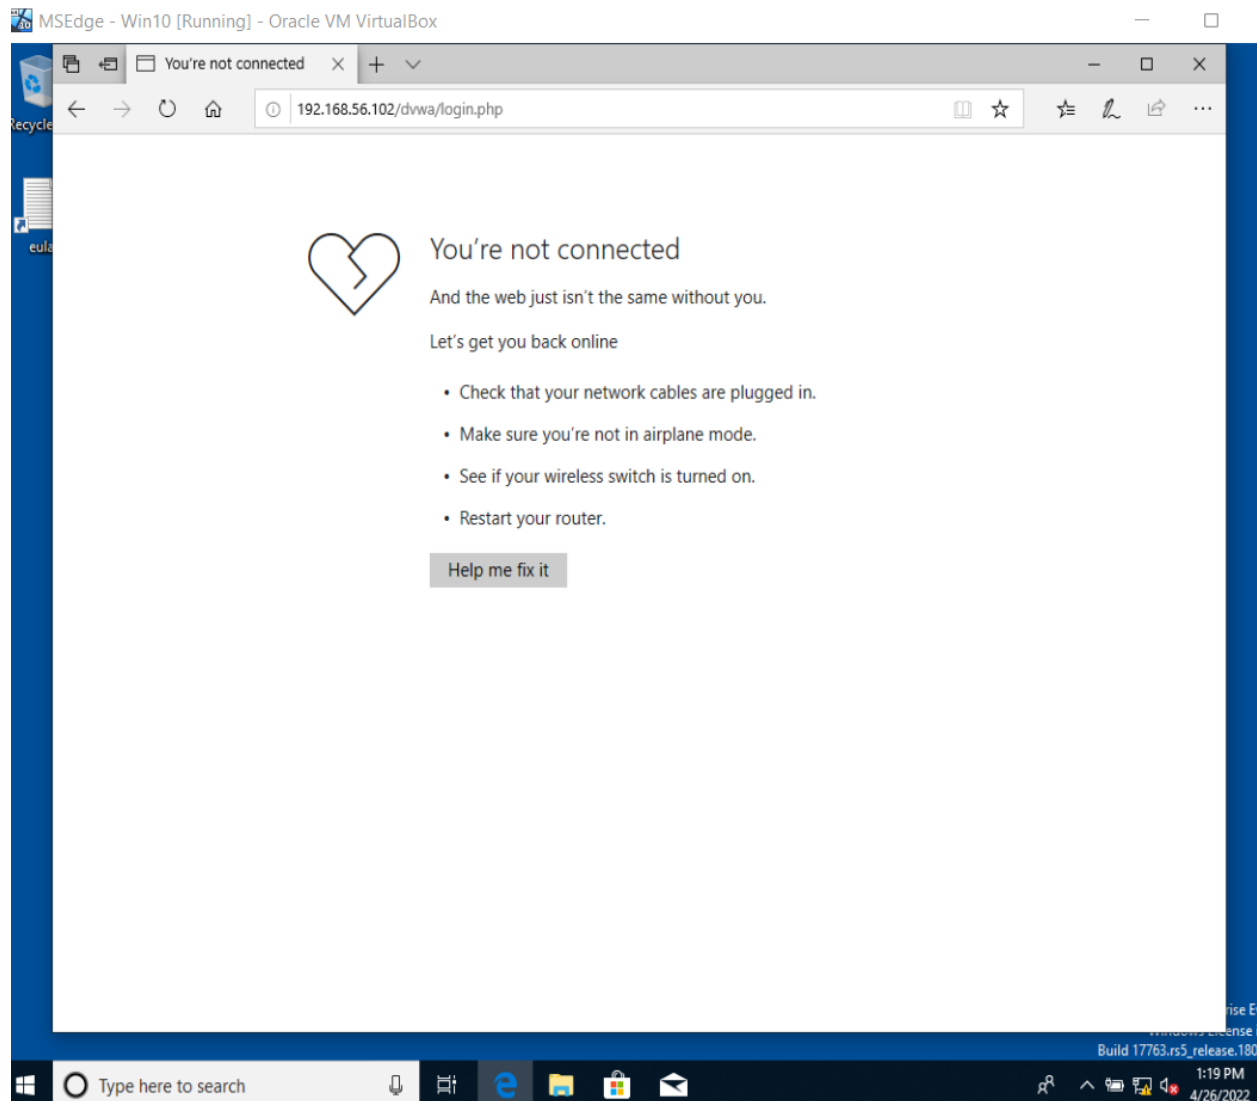 MSEdge - Win10 [Running] - Oracle VM VirtualBox
You're not connected
192.168.56.102/dvwa/login.php
Recycle
eula
You're not connected
And the web just isn't the same without you.
Let's get you back online
• Check that your network cables are plugged in.
• Make sure you're not in airplane mode.
• See if your wireless switch is turned on.
• Restart your router.
Help me fix it
Build 17763.rs5_release.180
Type here to search
1:19 PM
4/26/2022